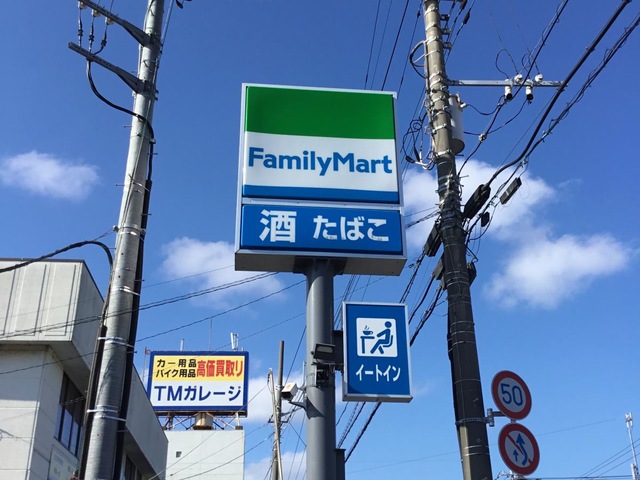 FamilyMart
酒 たばこ
イートイン
カー用品
バイク用品
高価買取り
TMガレージ
50